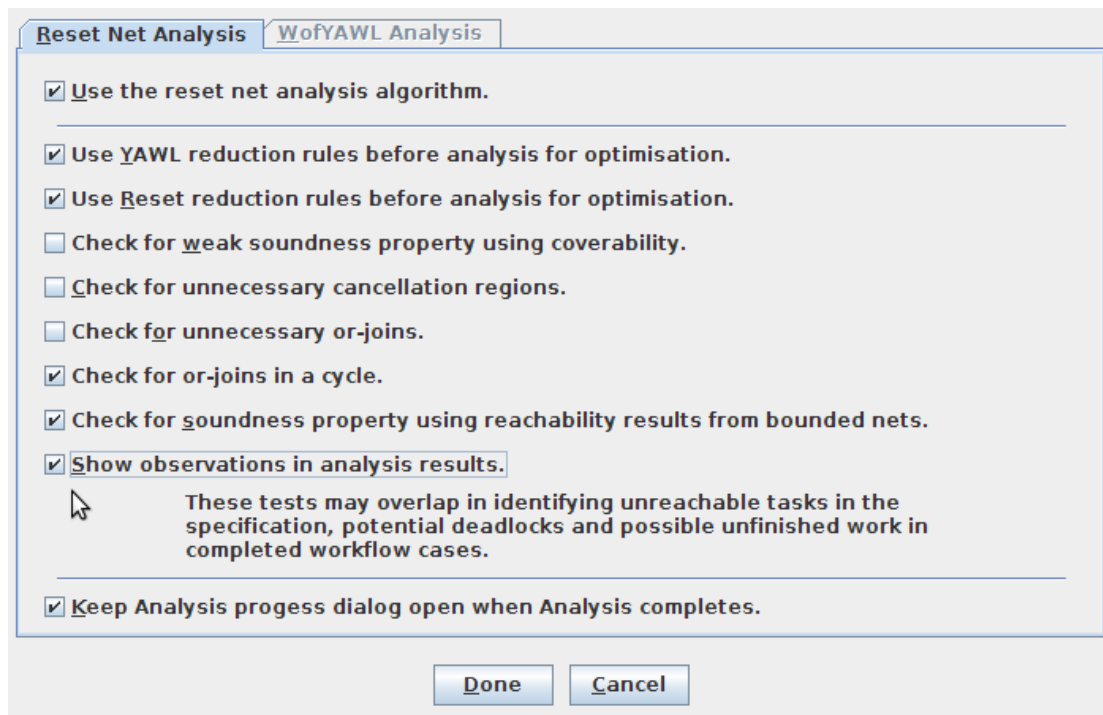 Reset Net Analysis WofYAWL Analysis
Use the reset net analysis algorithm.
Use YAWL reduction rules before analysis for optimisation.
Use Reset reduction rules before analysis for optimisation.
Check for weak soundness property using coverability.
Check for unnecessary cancellation regions.
Check for unnecessary or-joins.
Check for or-joins in a cycle.
Check for soundness property using reachability results from bounded nets.
Show observations in analysis results.
These tests may overlap in identifying unreachable tasks in the
specification, potential deadlocks and possible unfinished work in
completed workflow cases.
Keep Analysis progess dialog open when Analysis completes.
Done Cancel